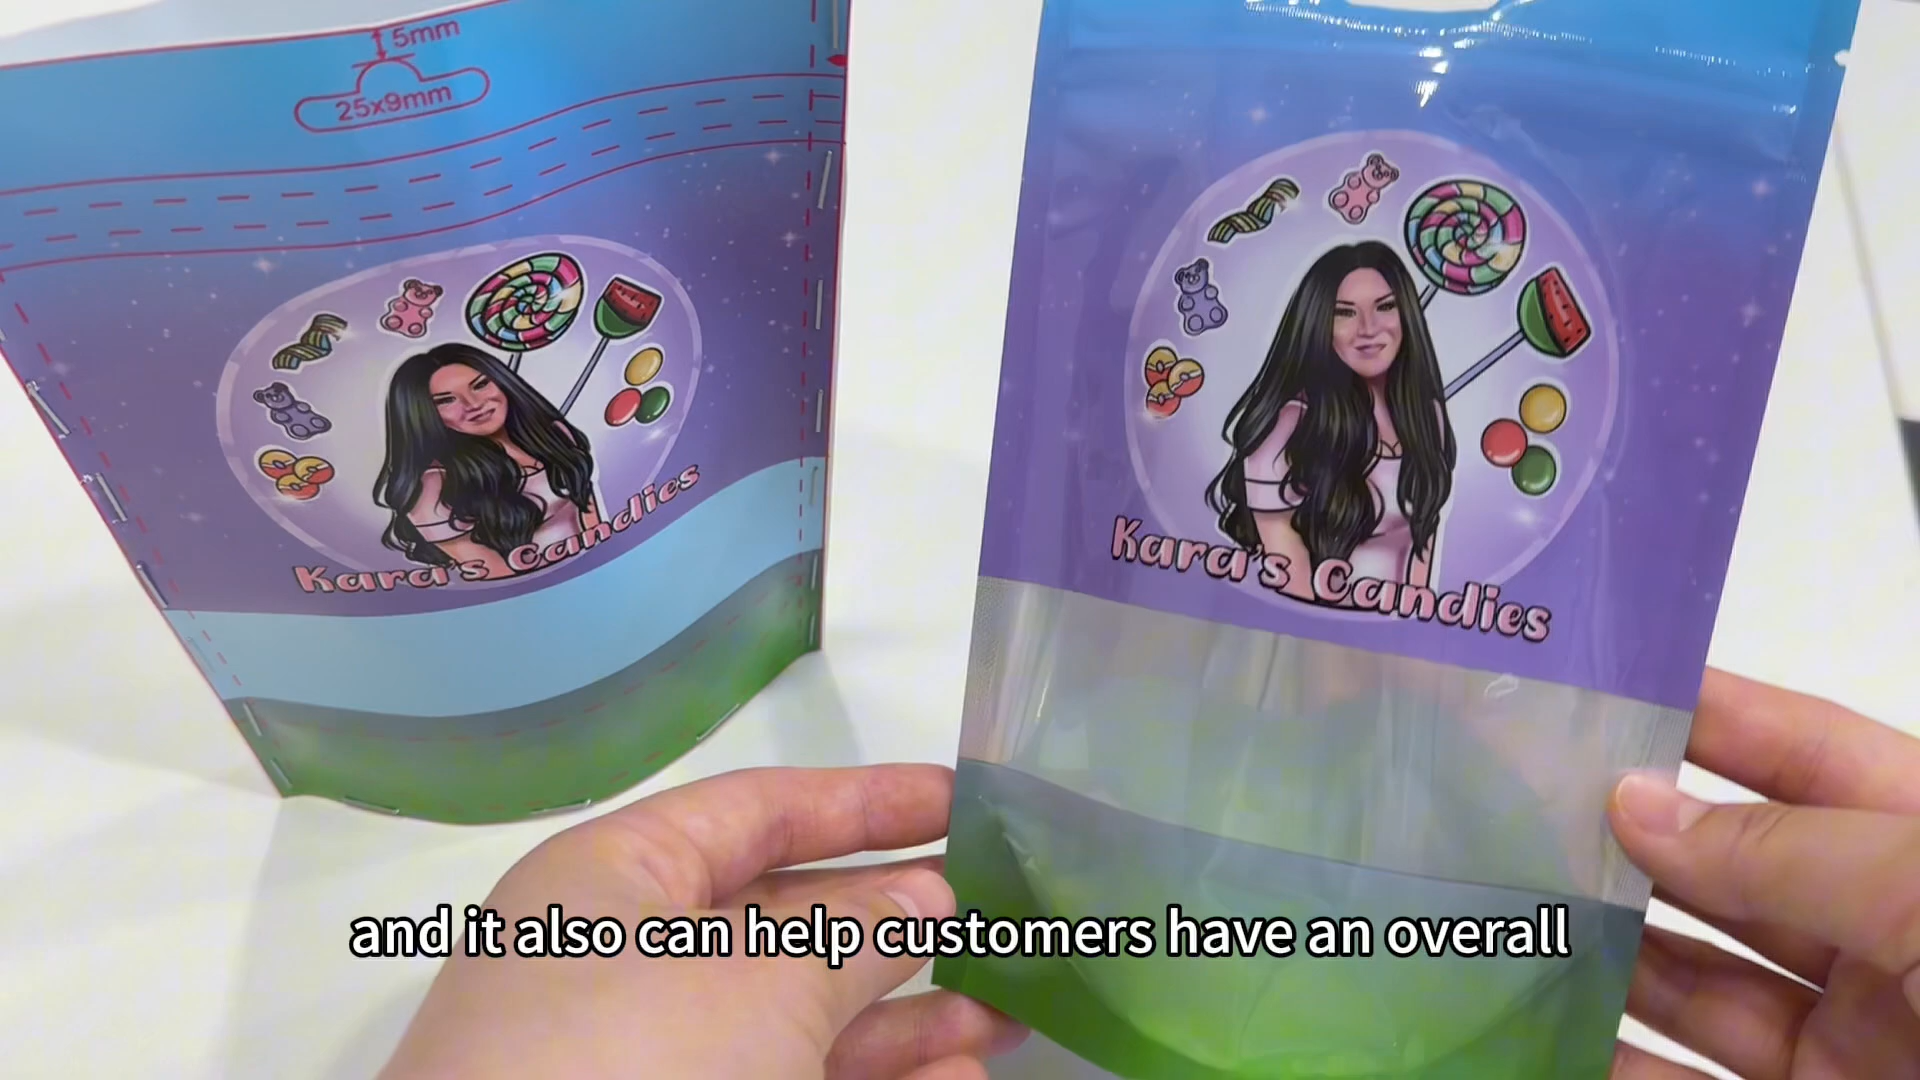 5mm
25x9mm
Kara's Candies
Kara's Candies
and it also can help customers have an overall